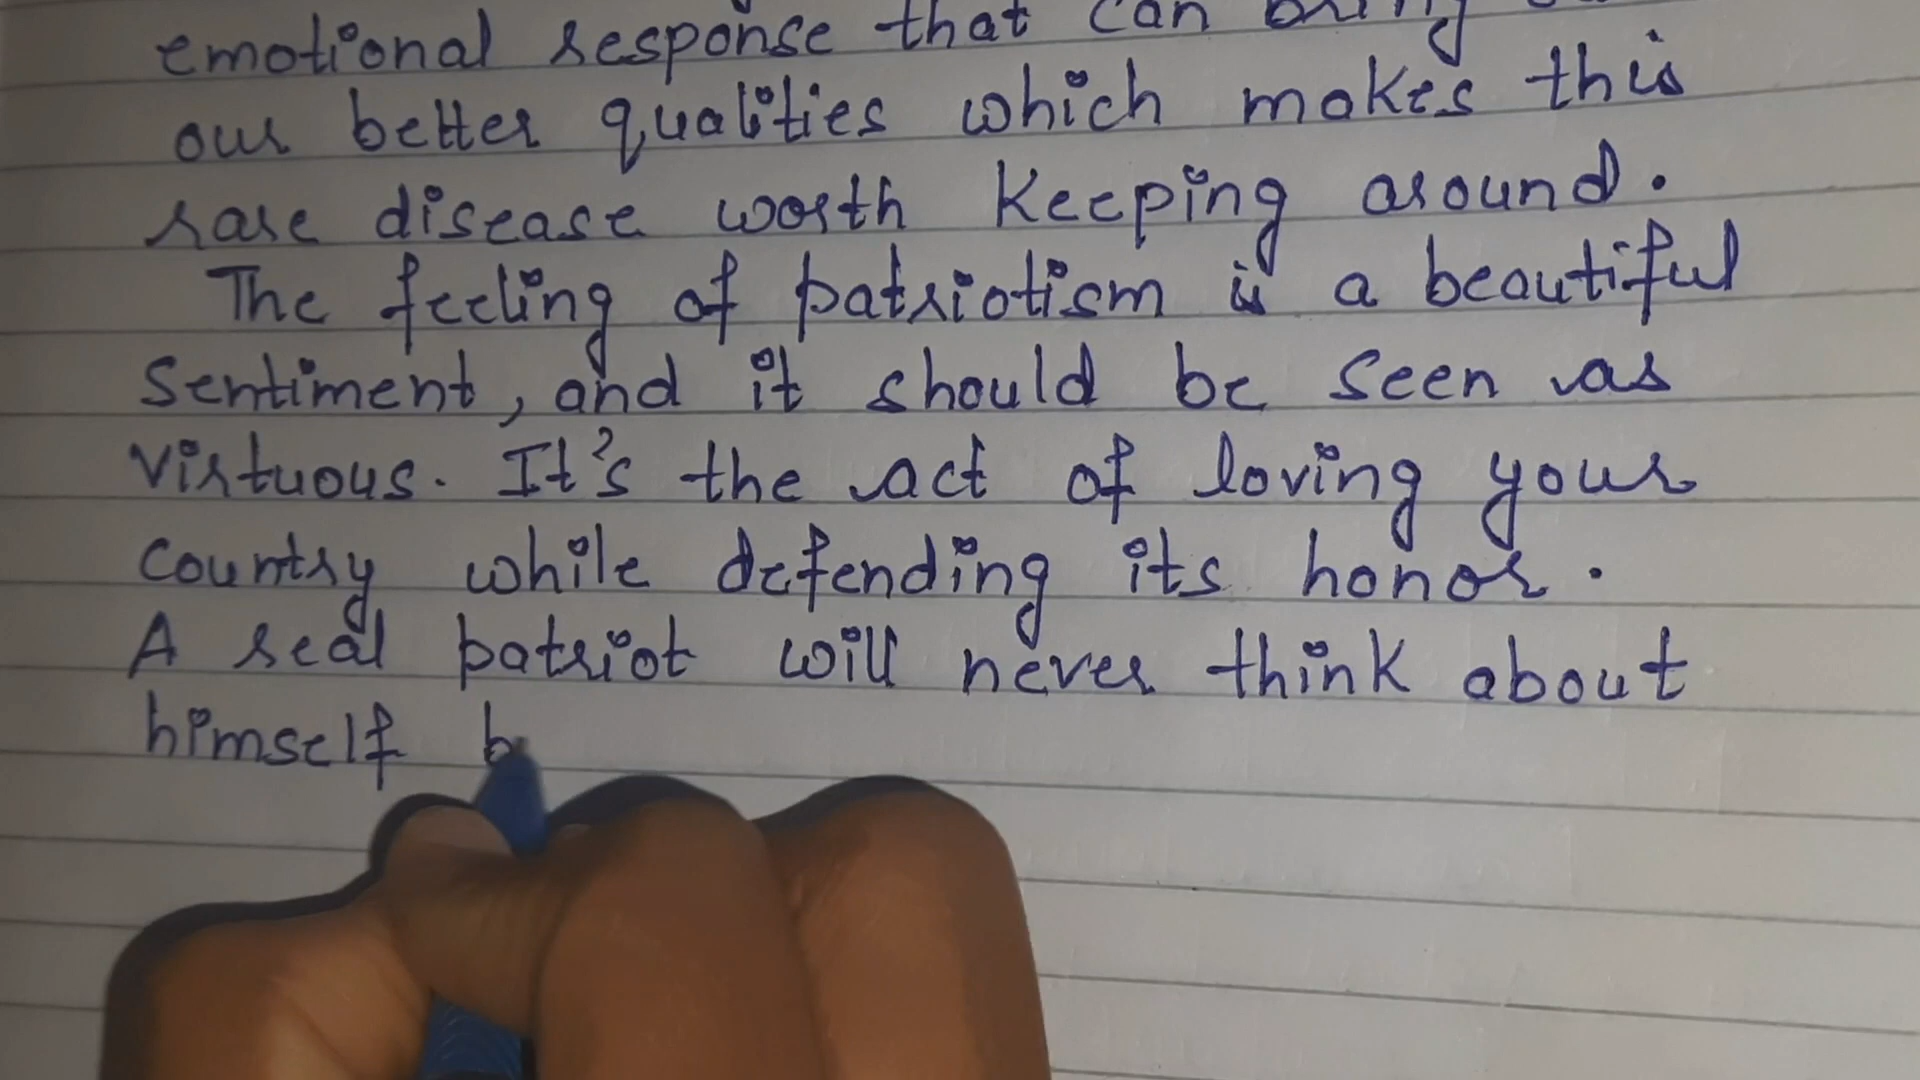 emotional response that can bring
our better qualities which makes this
rare disease worth keeping around.
The feeling of patriotism is a beautiful
Sentiment, and it should be seen as
virtuous. It's the act of loving your
country while defending its honor.
A real patriot will never think about
himself b